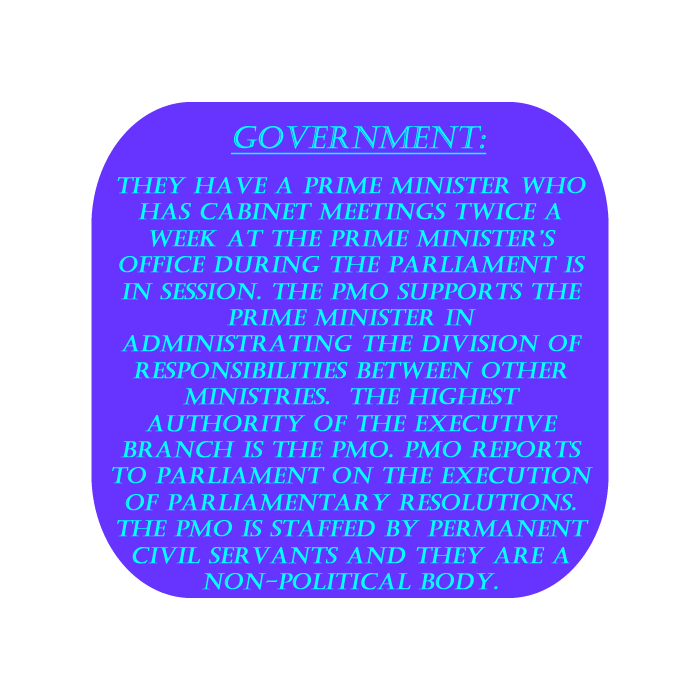 GOVERNMENT:
THEY HAVE A PRIME MINISTER WHO
HAS CABINET MEETINGS TWICE A
WEEK AT THE PRIME MINISTER'S
OFFICE DURING THE PARLIAMENT IS
IN SESSION. THE PMO SUPPORTS THE
PRIME MINISTER IN
ADMINISTRATING THE DIVISION OF
RESPONSIBILITIES BETWEEN OTHER
MINISTRIES.  THE HIGHEST
AUTHORITY OF THE EXECUTIVE
BRANCH IS THE PMO. PMO REPORTS
TO PARLIAMENT ON THE EXECUTION
OF PARLIAMENTARY RESOLUTIONS.
THE PMO IS STAFFED BY PERMANENT
CIVIL SERVANTS AND THEY ARE A
NON-POLITICAL BODY.